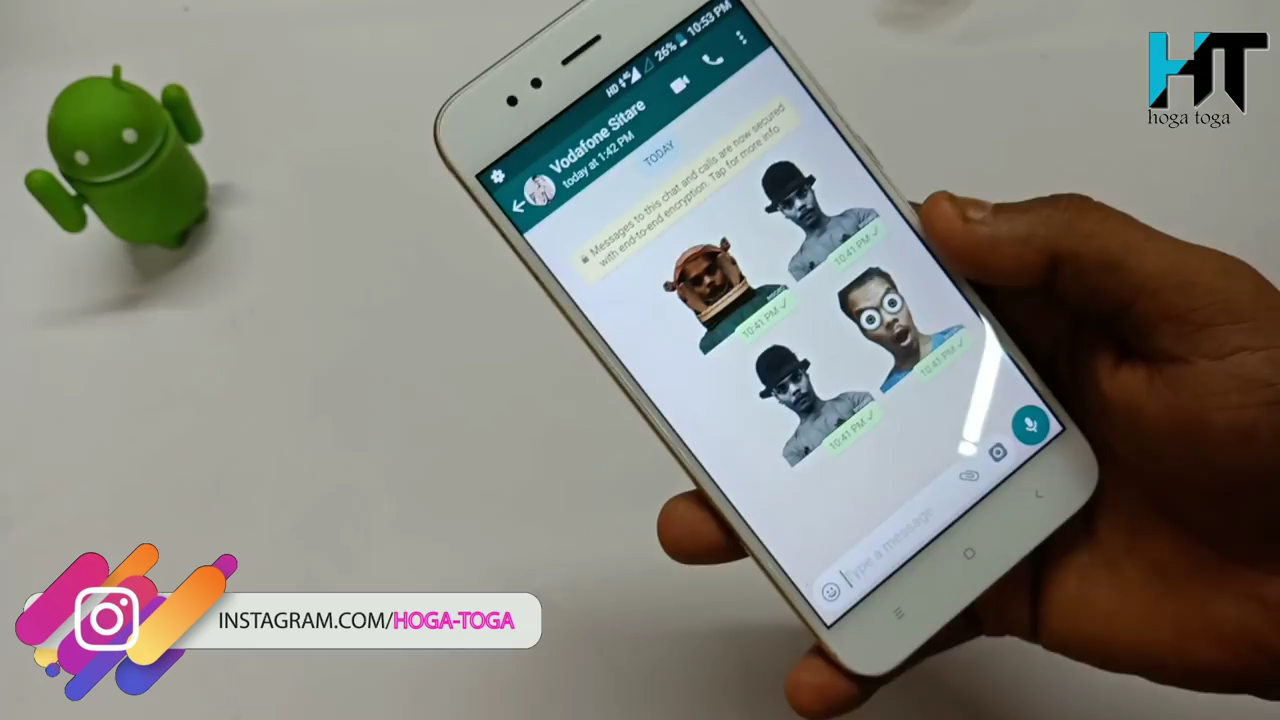 HT
hoga toga
HD 4G 26% 10:53 PM
Vodafone Sitare
today at 1:42 PM
TODAY
Messages to this chat and calls are now secured
with end-to-end encryption. Tap for more info.
10:41 PM
10:41 PM
10:41 PM
10:41 PM
Type a message
INSTAGRAM.COM/HOGA-TOGA